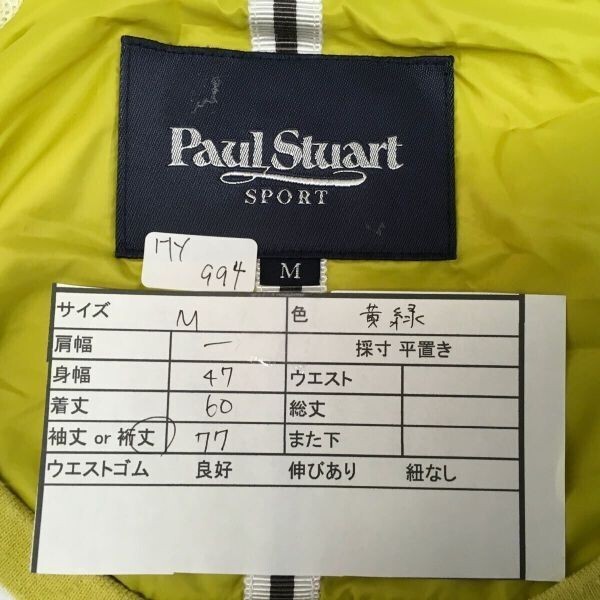 Paul Stuart
SPORT
M
17Y
994
サイズ M 色 黄緑
肩幅 — 採寸 平置き
身幅 47 ウエスト
着丈 60 総丈
袖丈 or 裄丈 77 また下
ウエストゴム 良好 伸びあり 紐なし